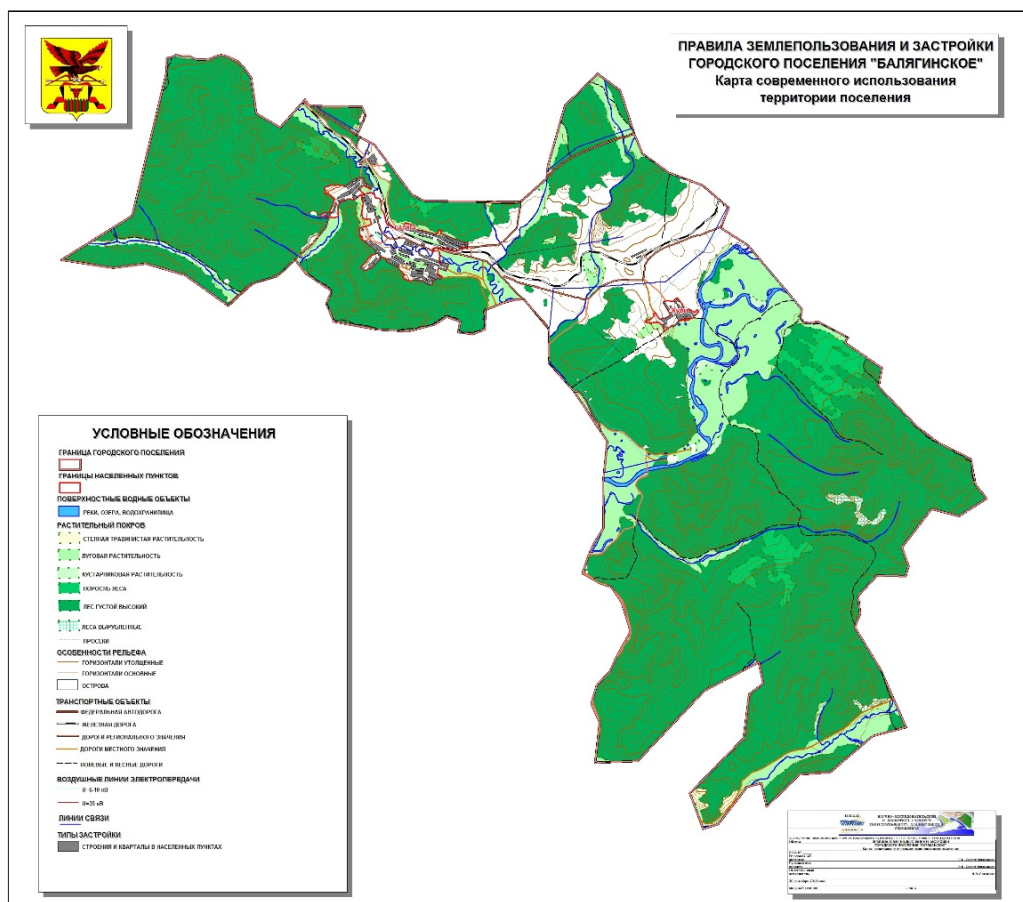 ПРАВИЛА ЗЕМЛЕПОЛЬЗОВАНИЯ И ЗАСТРОЙКИ
ГОРОДСКОГО ПОСЕЛЕНИЯ "БАЛЯГИНСКОЕ"
Карта современного использования
территории поселения
УСЛОВНЫЕ ОБОЗНАЧЕНИЯ
ГРАНИЦА ГОРОДСКОГО ПОСЕЛЕНИЯ
ГРАНИЦЫ НАСЕЛЕННЫХ ПУНКТОВ
ПОВЕРХНОСТНЫЕ ВОДНЫЕ ОБЪЕКТЫ
РЕКИ, ОЗЕРА, ВОДОХРАНИЛИЩА
РАСТИТЕЛЬНЫЙ ПОКРОВ
СТЕПНАЯ ТРАВЯНИСТАЯ РАСТИТЕЛЬНОСТЬ
ЛУГОВАЯ РАСТИТЕЛЬНОСТЬ
КУСТАРНИКОВАЯ РАСТИТЕЛЬНОСТЬ
ПОРОСЛЬ ЛЕСА
ЛЕС ГУСТОЙ ВЫСОКИЙ
ЛЕСА ВЫРУБЛЕННЫЕ
ПРОСЕКИ
ОСОБЕННОСТИ РЕЛЬЕФА
ГОРИЗОНТАЛИ УТОЛЩЕННЫЕ
ГОРИЗОНТАЛИ ОСНОВНЫЕ
ОСТРОВА
ТРАНСПОРТНЫЕ ОБЪЕКТЫ
ФЕДЕРАЛЬНАЯ АВТОДОРОГА
ЖЕЛЕЗНАЯ ДОРОГА
ДОРОГИ РЕГИОНАЛЬНОГО ЗНАЧЕНИЯ
ДОРОГИ МЕСТНОГО ЗНАЧЕНИЯ
ПОЛЕВЫЕ И ЛЕСНЫЕ ДОРОГИ
ВОЗДУШНЫЕ ЛИНИИ ЭЛЕКТРОПЕРЕДАЧИ
U=6-10 кВ
U=35 кВ
ЛИНИИ СВЯЗИ
ТИПЫ ЗАСТРОЙКИ
СТРОЕНИЯ И КВАРТАЛЫ В НАСЕЛЕННЫХ ПУНКТАХ